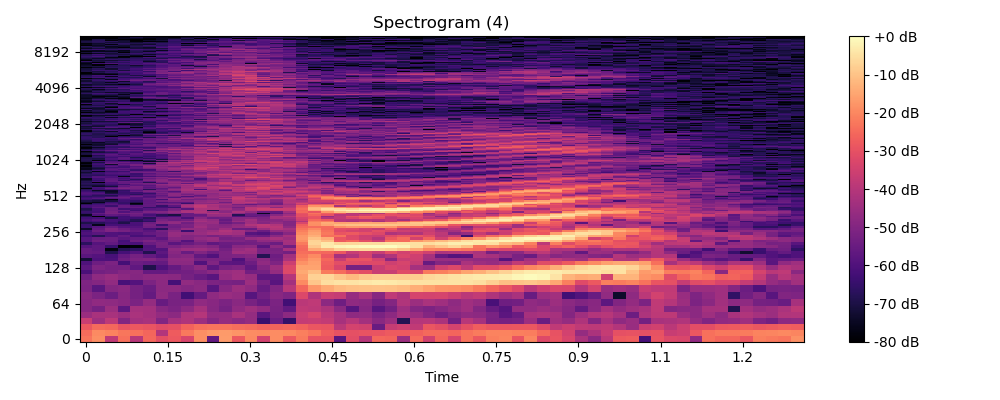 Spectrogram (4)
Hz
8192
4096
2048
1024
512
256
128
64
0
0 0.15 0.3 0.45 0.6 0.75 0.9 1.1 1.2
Time
+0 dB
-10 dB
-20 dB
-30 dB
-40 dB
-50 dB
-60 dB
-70 dB
-80 dB